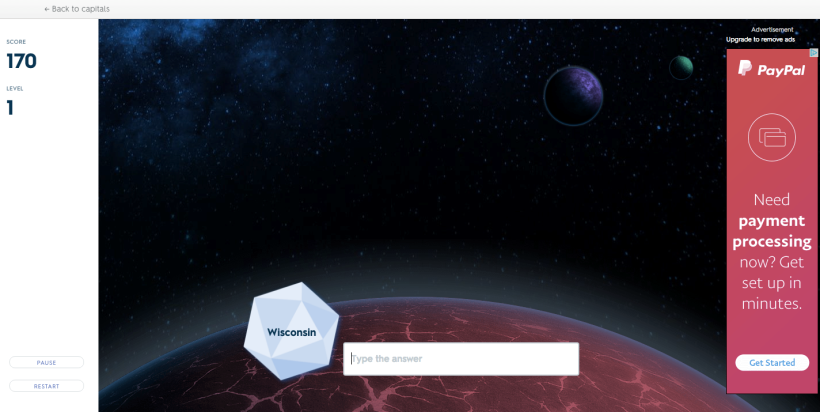 ← Back to capitals
SCORE
170
LEVEL
1
PAUSE
RESTART
Wisconsin
Type the answer
Advertisement
Upgrade to remove ads
PayPal
Need
payment
processing
now? Get
set up in
minutes.
Get Started